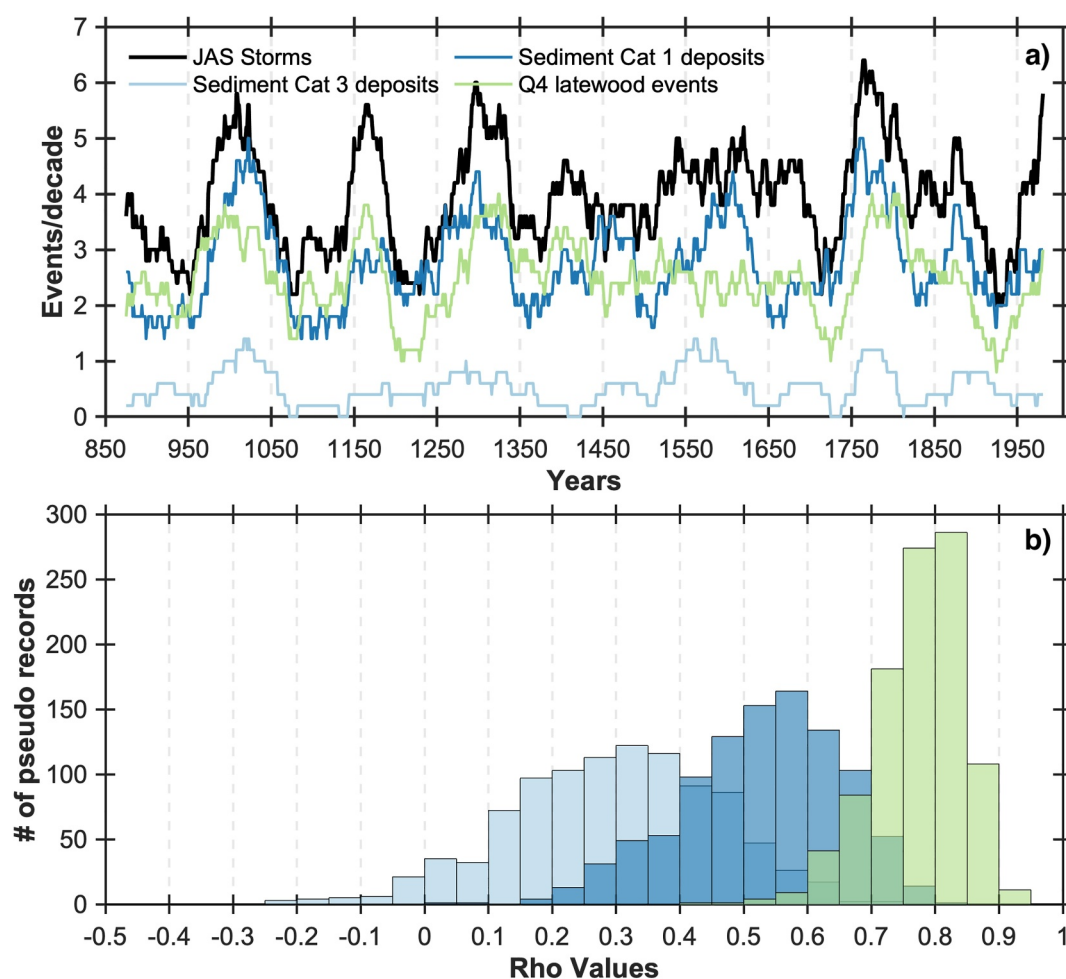 7
6
5
4
3
2
1
0
Events/decade
JAS Storms
Sediment Cat 1 deposits
Sediment Cat 3 deposits
Q4 latewood events
a)
850 950 1050 1150 1250 1350 1450 1550 1650 1750 1850 1950
Years
300
250
200
150
100
50
0
# of pseudo records
b)
-0.5 -0.4 -0.3 -0.2 -0.1 0 0.1 0.2 0.3 0.4 0.5 0.6 0.7 0.8 0.9 1
Rho Values